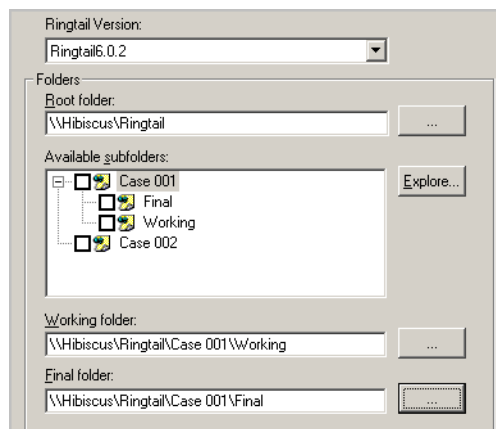 Ringtail Version:
Ringtail6.0.2
Folders
Root folder:
\\Hibiscus\Ringtail
...
Available subfolders:
Case 001
Final
Working
Case 002
Explore...
Working folder:
\\Hibiscus\Ringtail\Case 001\Working
...
Final folder:
\\Hibiscus\Ringtail\Case 001\Final
...